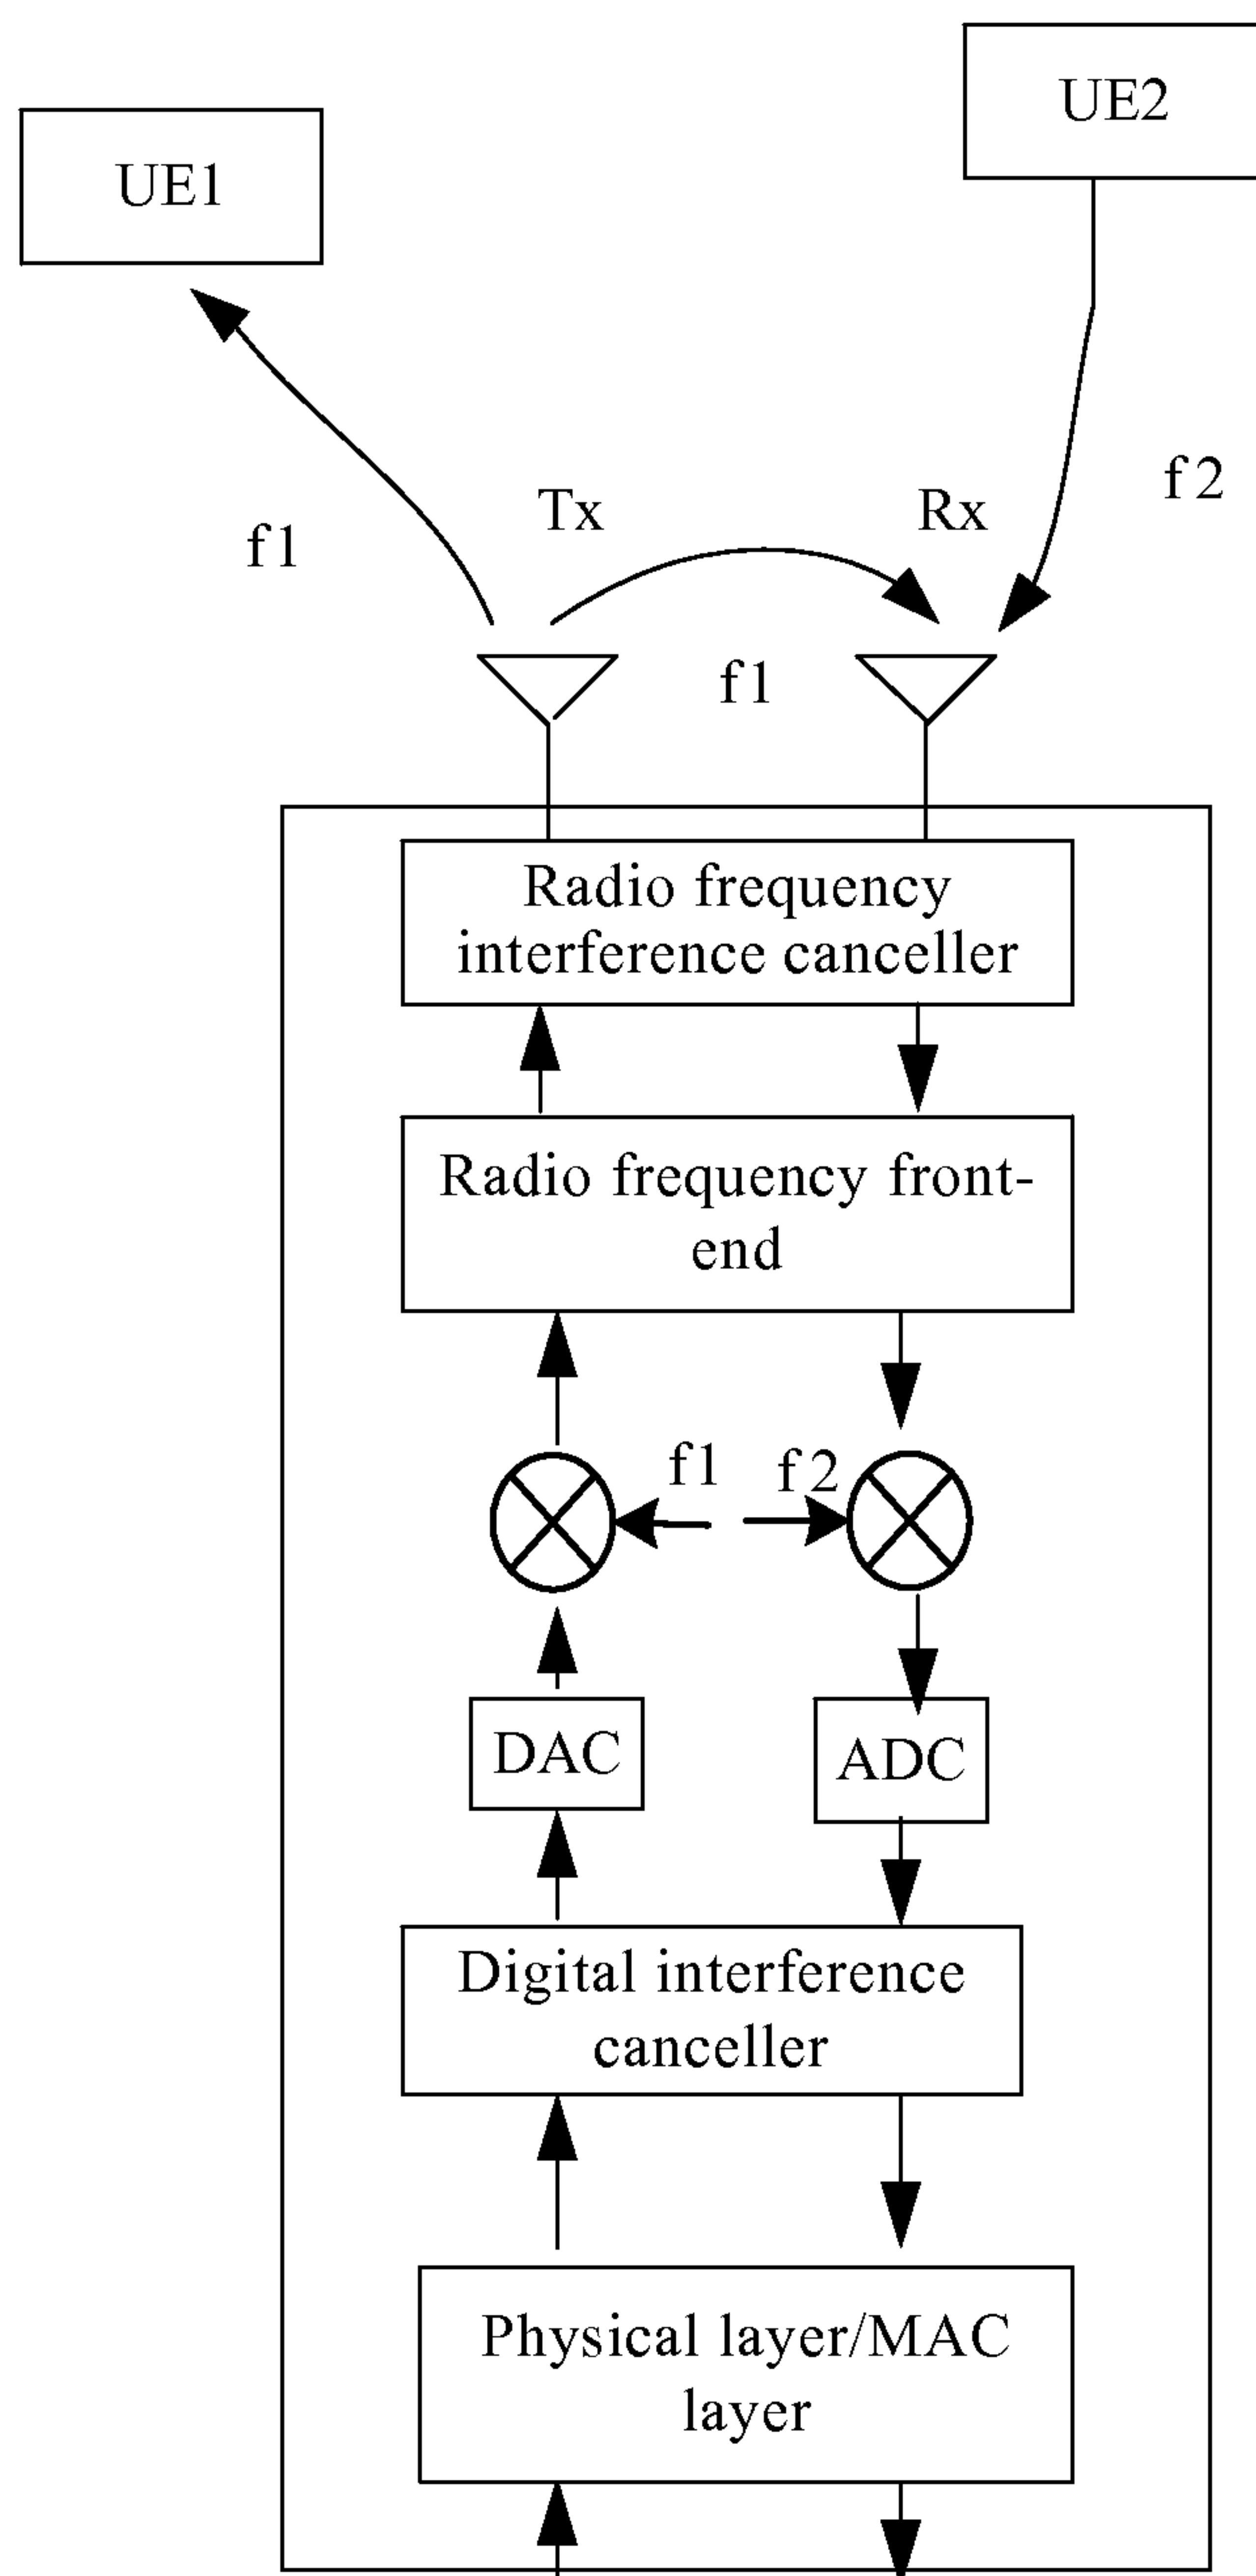 UE2
UE1
f2
Tx
Rx
f1
f1
Radio frequency
interference canceller
Radio frequency front-
end
f1
f2
DAC
ADC
Digital interference
canceller
Physical layer/MAC
layer